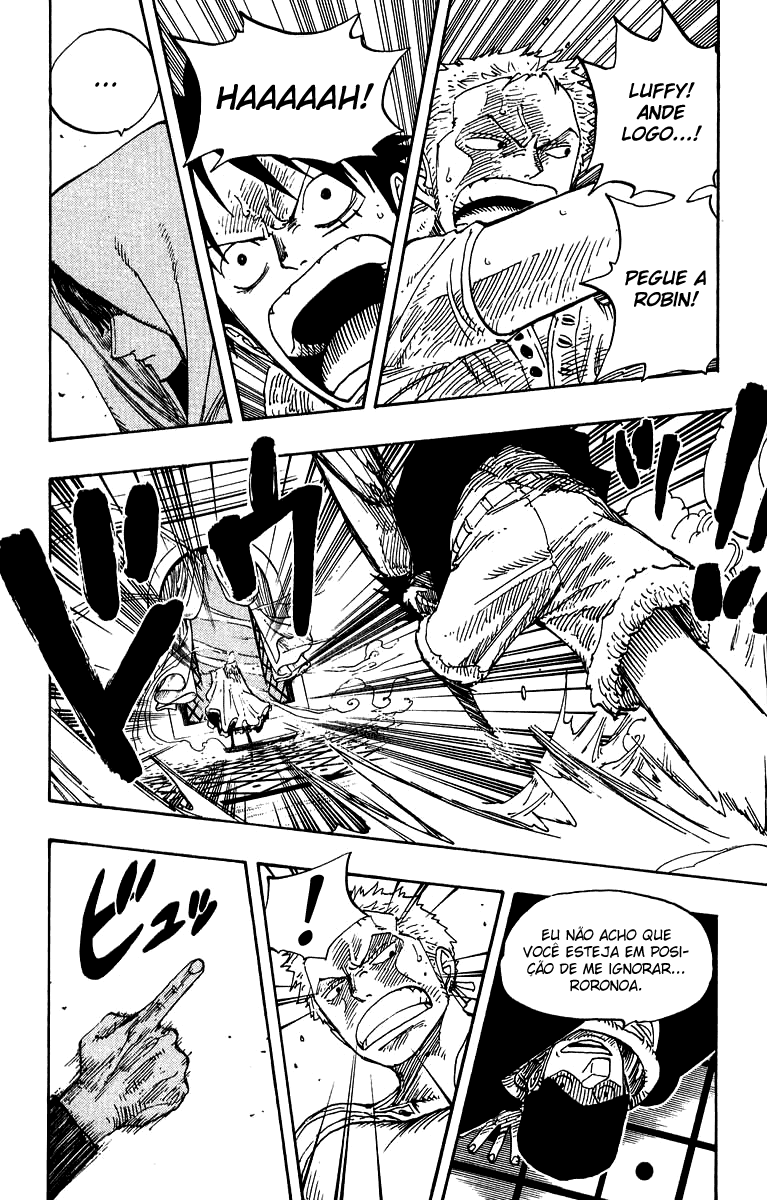 LUFFY!
ANDE
LOGO...!
PEGUE A
ROBIN!
HAAAAAH!
...
ドウッ!!
EU NÃO ACHO QUE
VOCÊ ESTEJA EM POSI-
ÇÃO DE ME IGNORAR...
RORONOA.
!
ビュッ